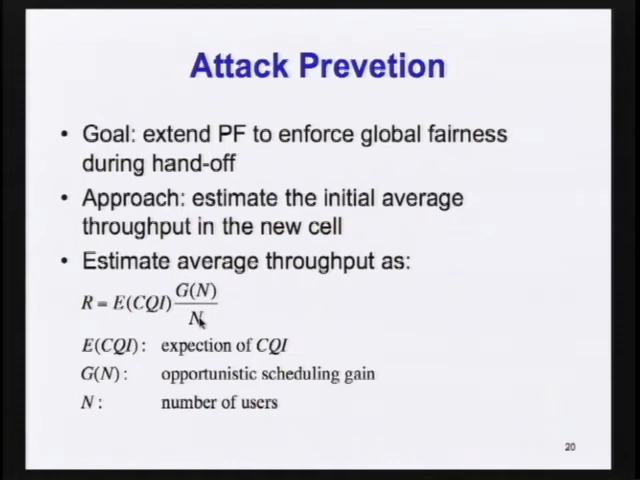 Attack Prevetion
• Goal: extend PF to enforce global fairness
during hand-off
• Approach: estimate the initial average
throughput in the new cell
• Estimate average throughput as:
R = E(CQI) G(N)/N
E(CQI): expection of CQI
G(N): opportunistic scheduling gain
N: number of users
20